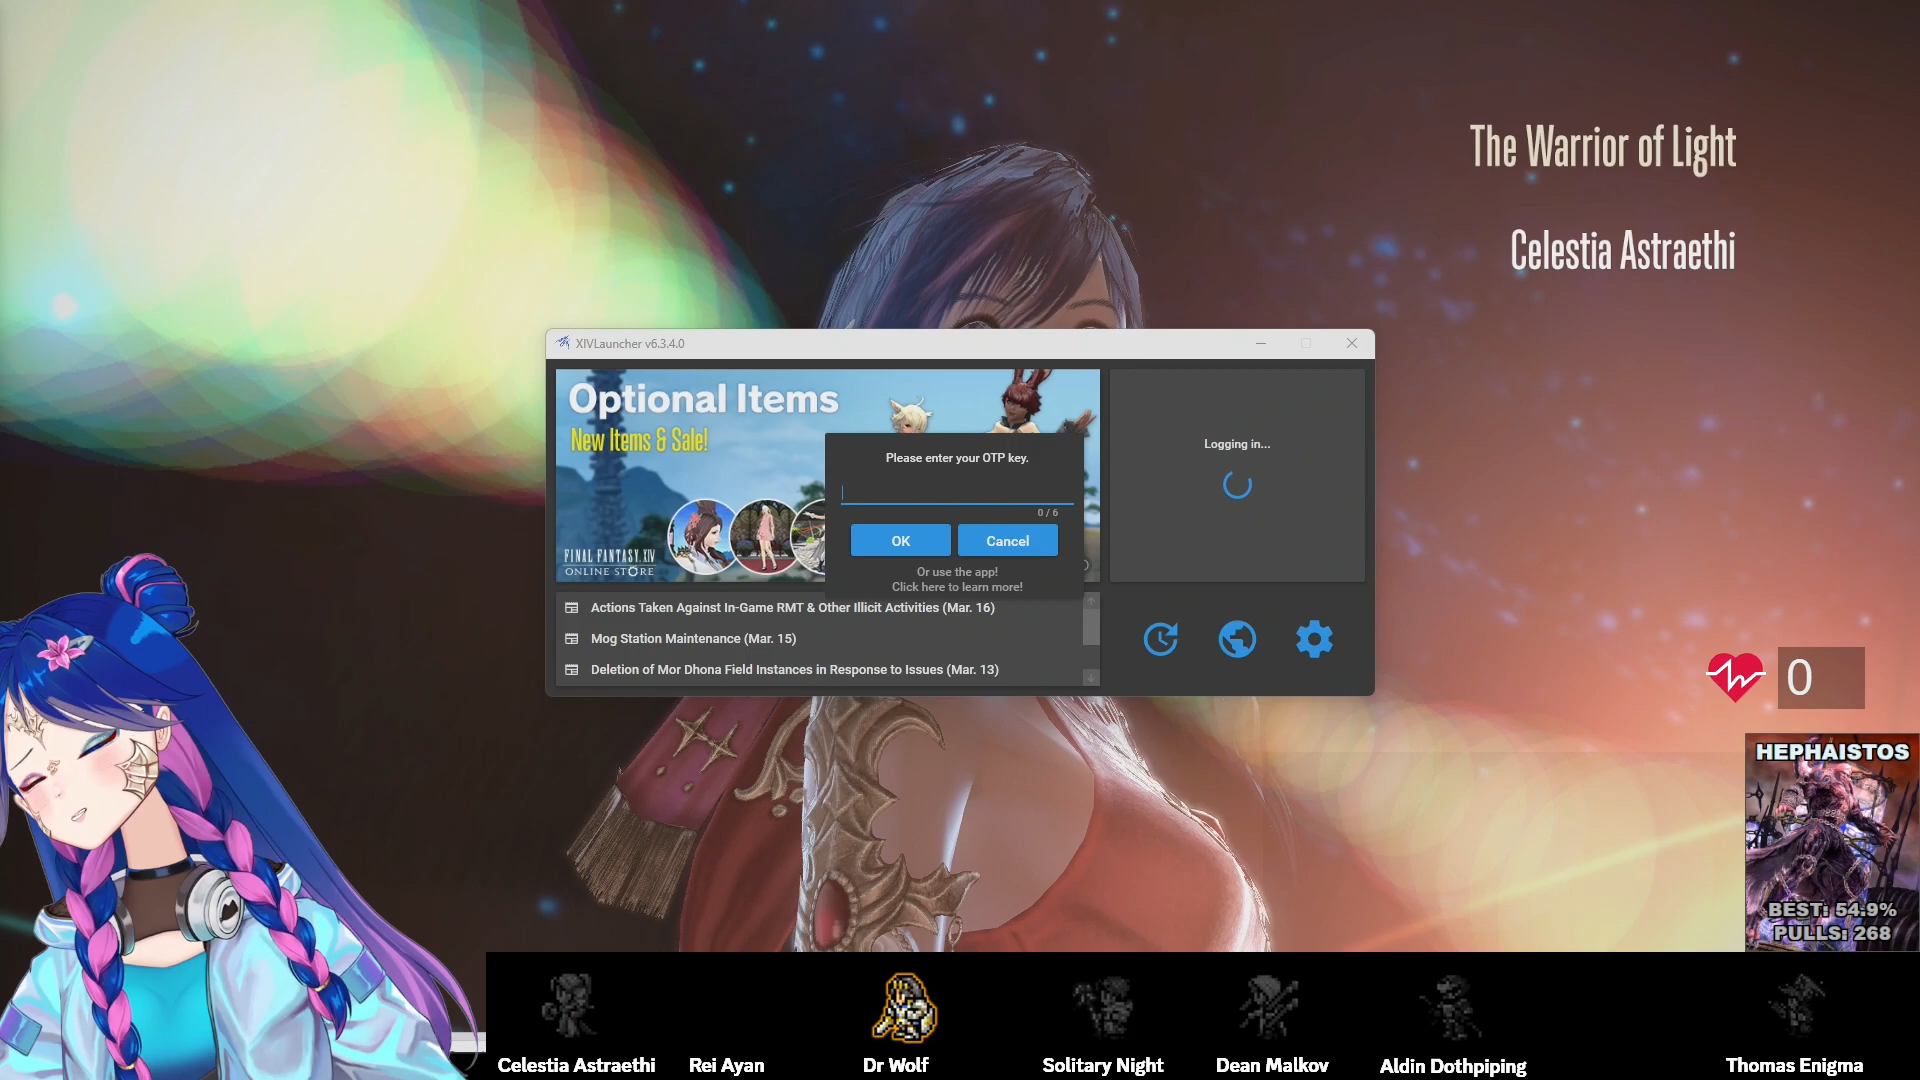 The Warrior of Light
Celestia Astraethi
XIVLauncher v6.3.4.0
Optional Items
New Items & Sale!
FINAL FANTASY XIV
ONLINE STORE
Please enter your OTP key.
0 / 6
OK
Cancel
Or use the app!
Click here to learn more!
Logging in...
Actions Taken Against In-Game RMT & Other Illicit Activities (Mar. 16)
Mog Station Maintenance (Mar. 15)
Deletion of Mor Dhona Field Instances in Response to Issues (Mar. 13)
0
HEPHAISTOS
BEST: 54.9%
PULLS: 268
Celestia Astraethi
Rei Ayan
Dr Wolf
Solitary Night
Dean Malkov
Aldin Dothpiping
Thomas Enigma